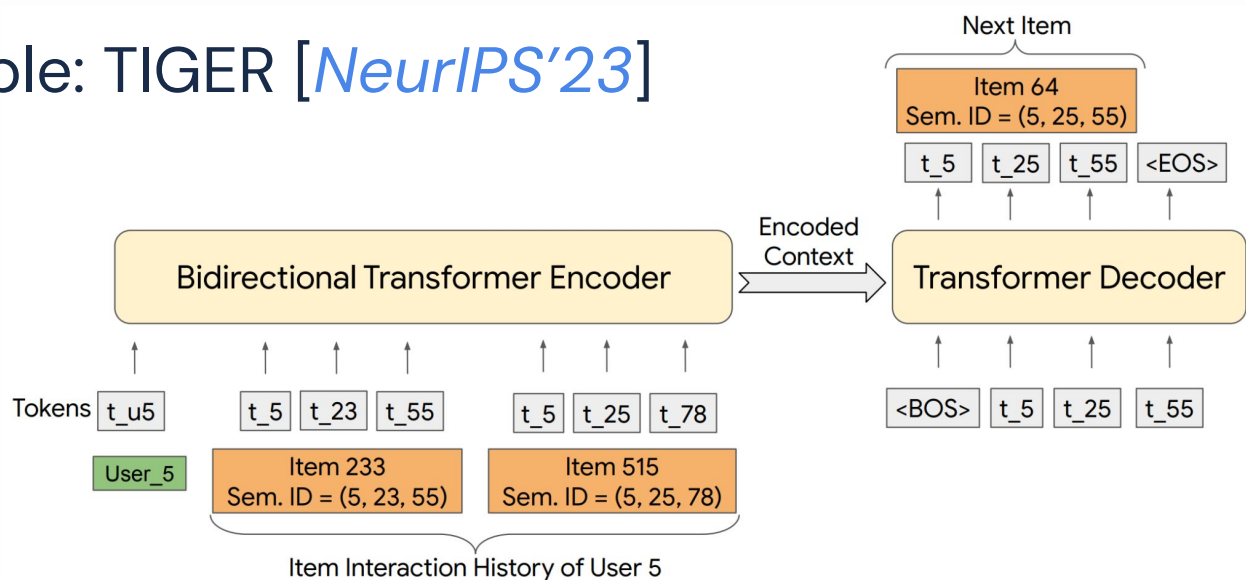 ple: TIGER [NeurIPS'23]
Next Item
Item 64
Sem. ID = (5, 25, 55)
t_5 t_25 t_55 <EOS>
Bidirectional Transformer Encoder
Encoded
Context
Transformer Decoder
Tokens t_u5 t_5 t_23 t_55 t_5 t_25 t_78
<BOS> t_5 t_25 t_55
User_5
Item 233
Sem. ID = (5, 23, 55)
Item 515
Sem. ID = (5, 25, 78)
Item Interaction History of User 5